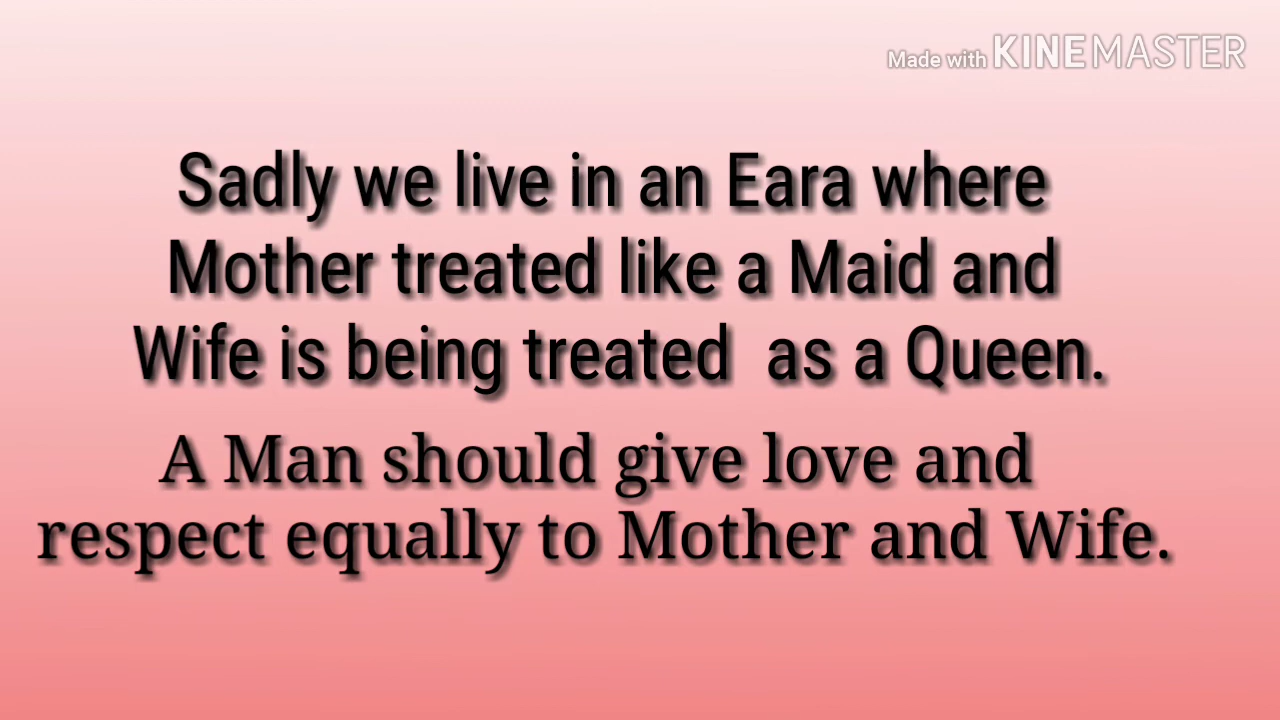 Made with KINEMASTER
Sadly we live in an Eara where
Mother treated like a Maid and
Wife is being treated  as a Queen.
A Man should give love and
respect equally to Mother and Wife.